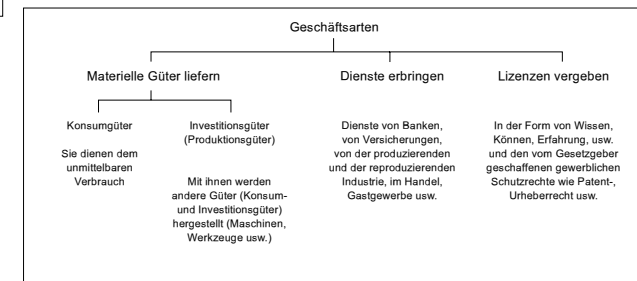 Geschäftsarten
Materielle Güter liefern
Dienste erbringen
Lizenzen vergeben
Konsumgüter
Sie dienen dem
unmittelbaren
Verbrauch
Investitionsgüter
(Produktionsgüter)
Mit ihnen werden
andere Güter (Konsum-
und Investitionsgüter)
hergestellt (Maschinen,
Werkzeuge usw.)
Dienste von Banken,
von Versicherungen,
von der produzierenden
und der reproduzierenden
Industrie, im Handel,
Gastgewerbe usw.
In der Form von Wissen,
Können, Erfahrung, usw.
und den vom Gesetzgeber
geschaffenen gewerblichen
Schutzrechte wie Patent-,
Urheberrecht usw.